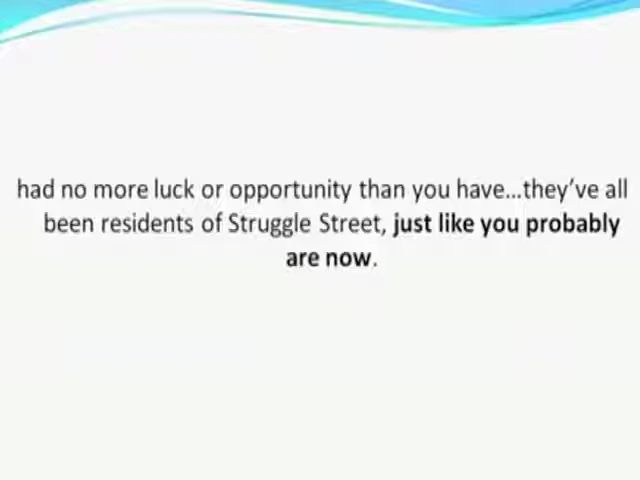 had no more luck or opportunity than you have...they’ve all
been residents of Struggle Street, just like you probably
are now.